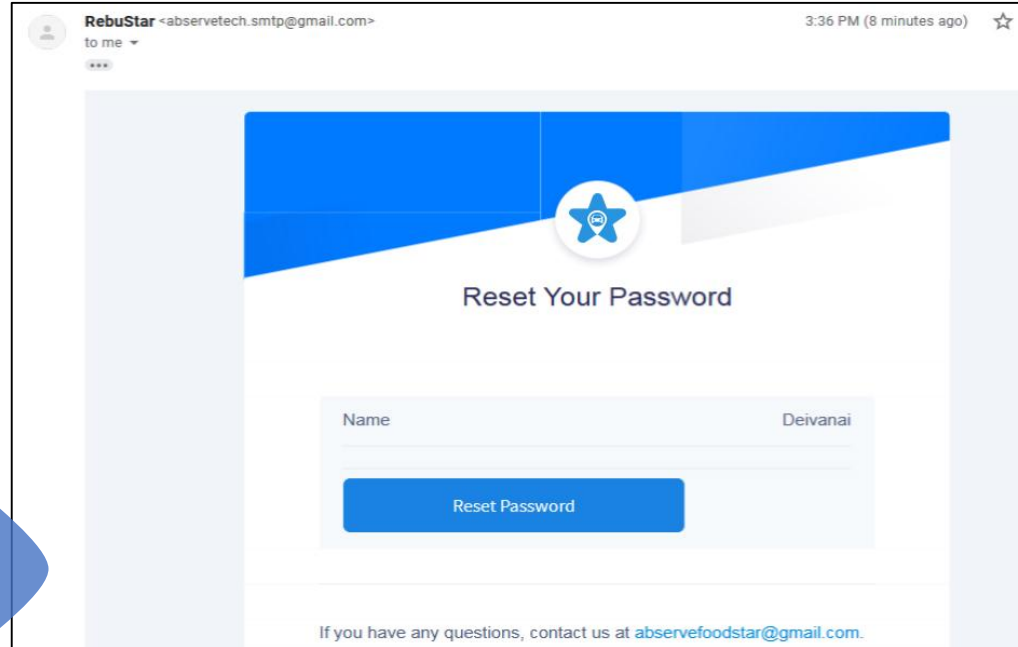 RebuStar <abservetech.smtp@gmail.com> 3:36 PM (8 minutes ago)
to me
Reset Your Password
Name Deivanai
Reset Password
If you have any questions, contact us at abservefoodstar@gmail.com.